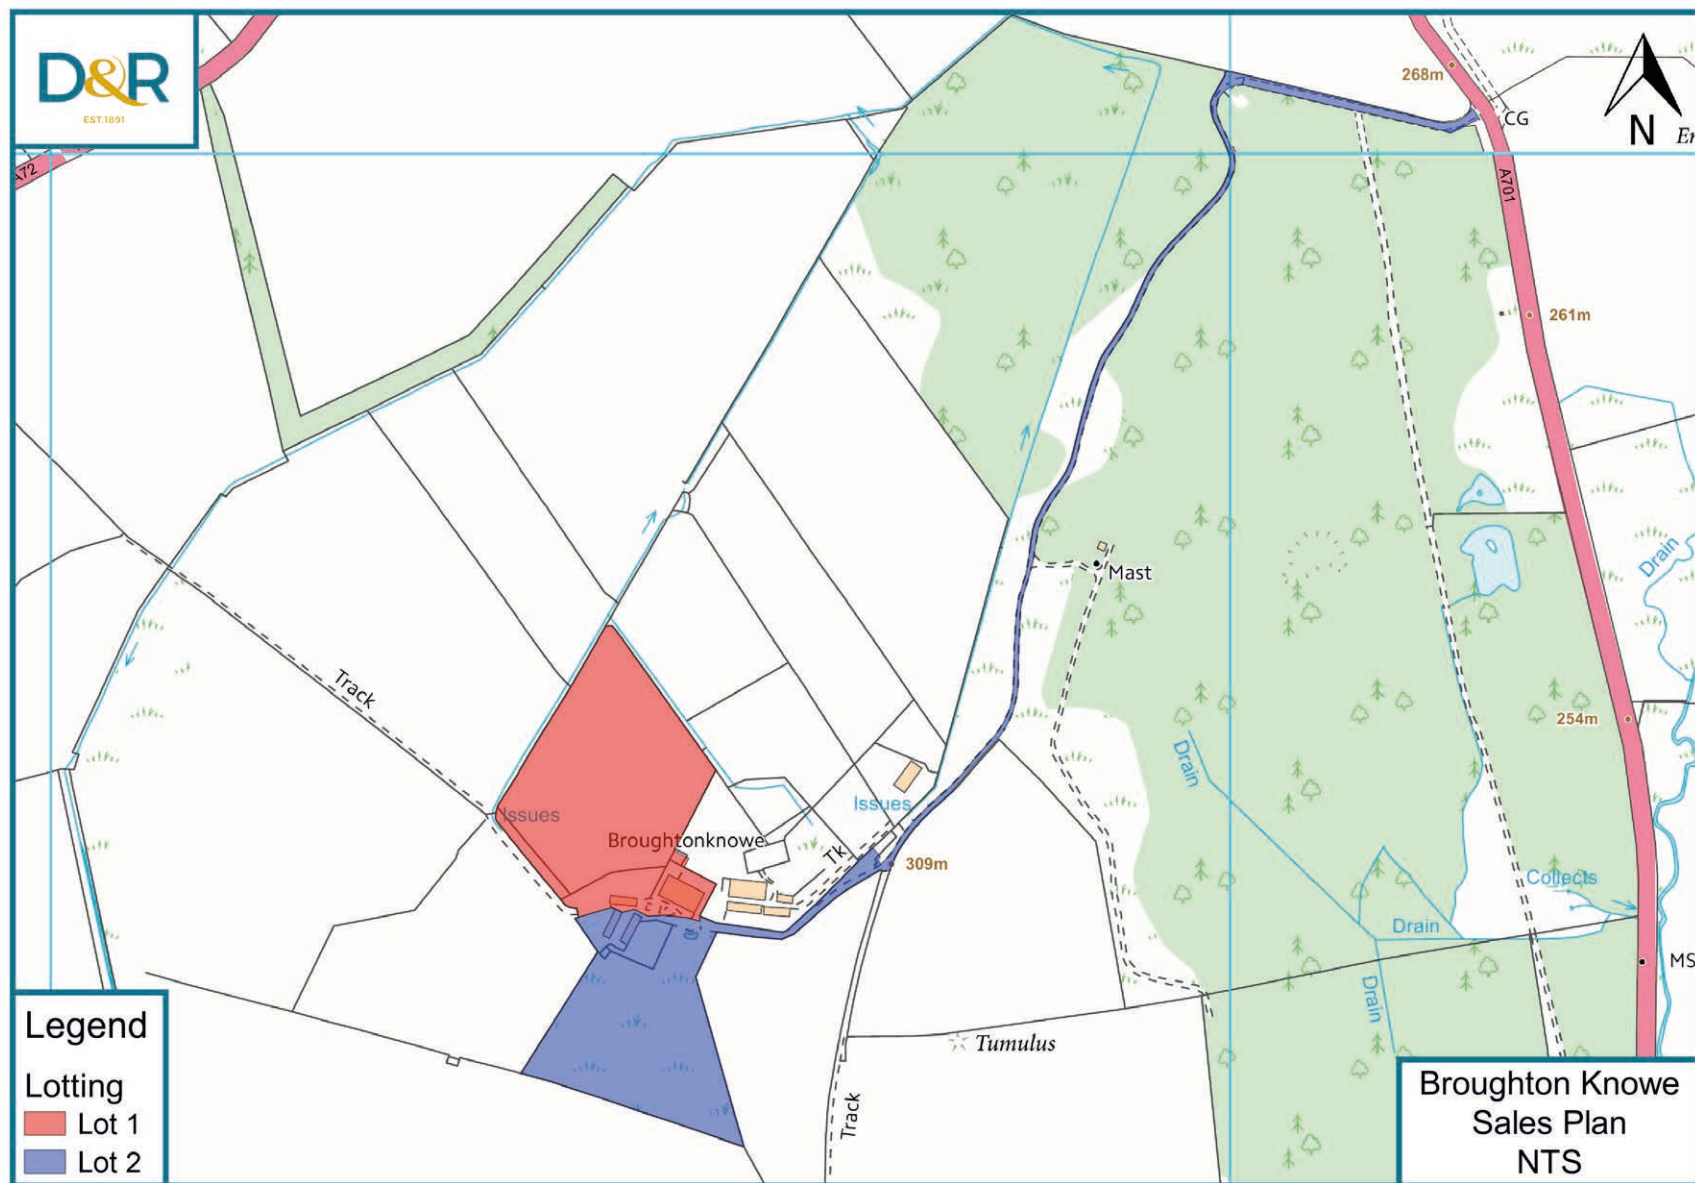 D&R
EST.1891
A72
268m
CG
N
A701
261m
Drain
Mast
Track
254m
Drain
Issues
Issues
Broughtonknowe
Tk
309m
Collects
Drain
MS
Drain
Tumulus
Track
Legend
Lotting
Lot 1
Lot 2
Broughton Knowe
Sales Plan
NTS